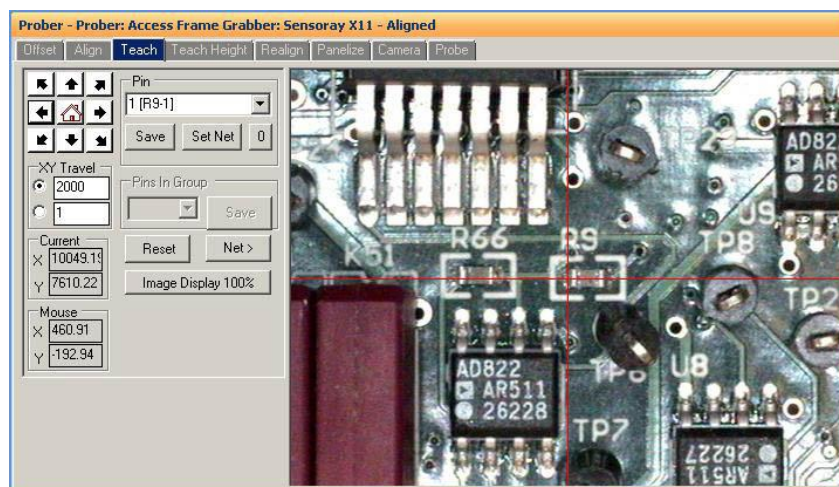 Prober - Prober: Access Frame Grabber: Sensoray X11 - Aligned
Offset Align Teach Teach Height Realign Panelize Camera Probe
Pin
1 [R9-1]
Save Set Net 0
XY Travel
2000
1
Pins In Group
Save
Current
X 10049.19
Y 7610.22
Reset Net >
Image Display 100%
Mouse
X 460.91
Y -192.94
R66 R9
K51
AD822
AR511
26228
TP6
U8
TP7
TP8
U9
AD82
AR
26
26227
AR511